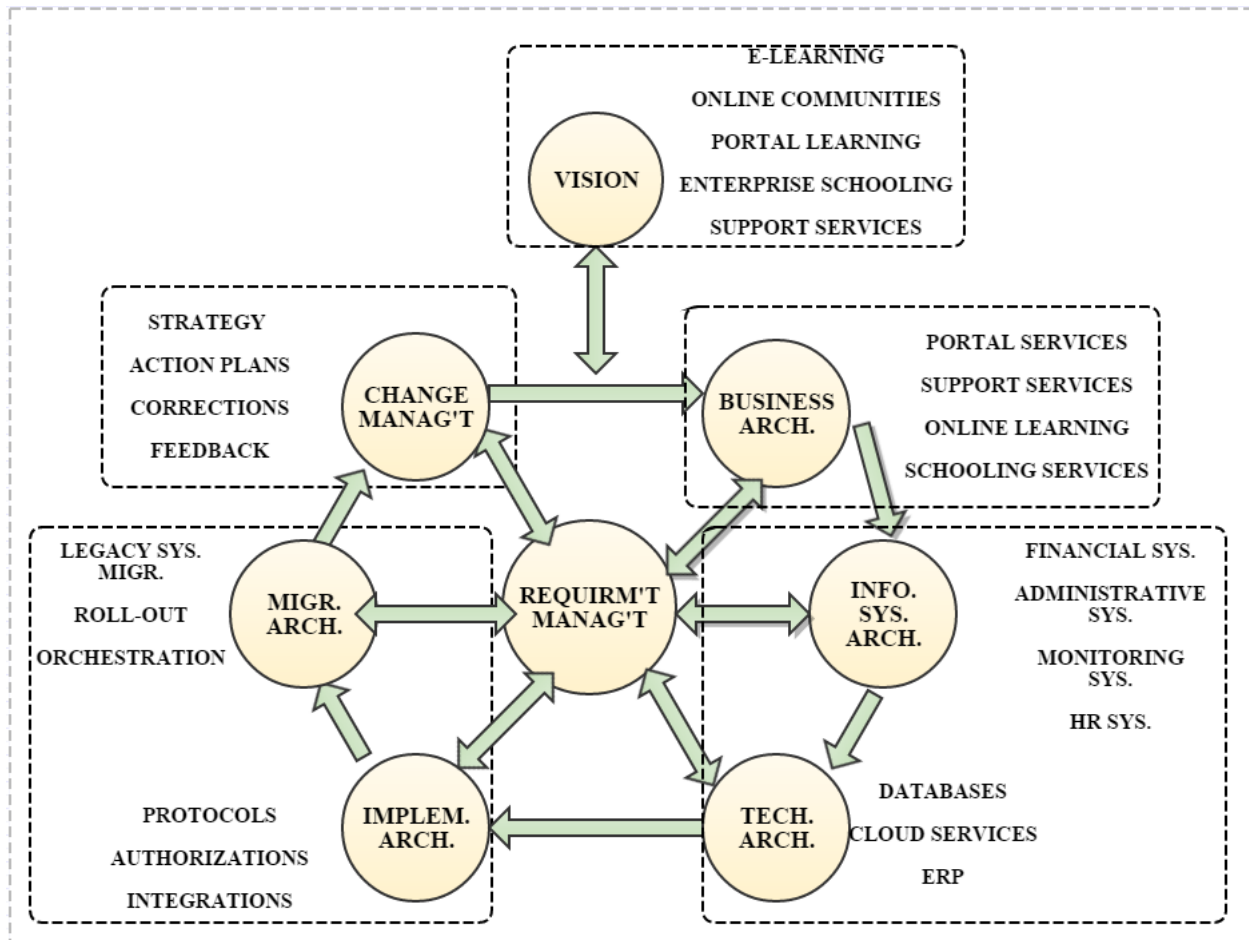 E-LEARNING
ONLINE COMMUNITIES
PORTAL LEARNING
ENTERPRISE SCHOOLING
SUPPORT SERVICES
VISION
STRATEGY
ACTION PLANS
CORRECTIONS
FEEDBACK
CHANGE
MANAG'T
BUSINESS
ARCH.
PORTAL SERVICES
SUPPORT SERVICES
ONLINE LEARNING
SCHOOLING SERVICES
LEGACY SYS.
MIGR.
ROLL-OUT
ORCHESTRATION
MIGR.
ARCH.
REQUIRM'T
MANAG'T
INFO.
SYS.
ARCH.
FINANCIAL SYS.
ADMINISTRATIVE
SYS.
MONITORING
SYS.
HR SYS.
PROTOCOLS
AUTHORIZATIONS
INTEGRATIONS
IMPLEM.
ARCH.
TECH.
ARCH.
DATABASES
CLOUD SERVICES
ERP